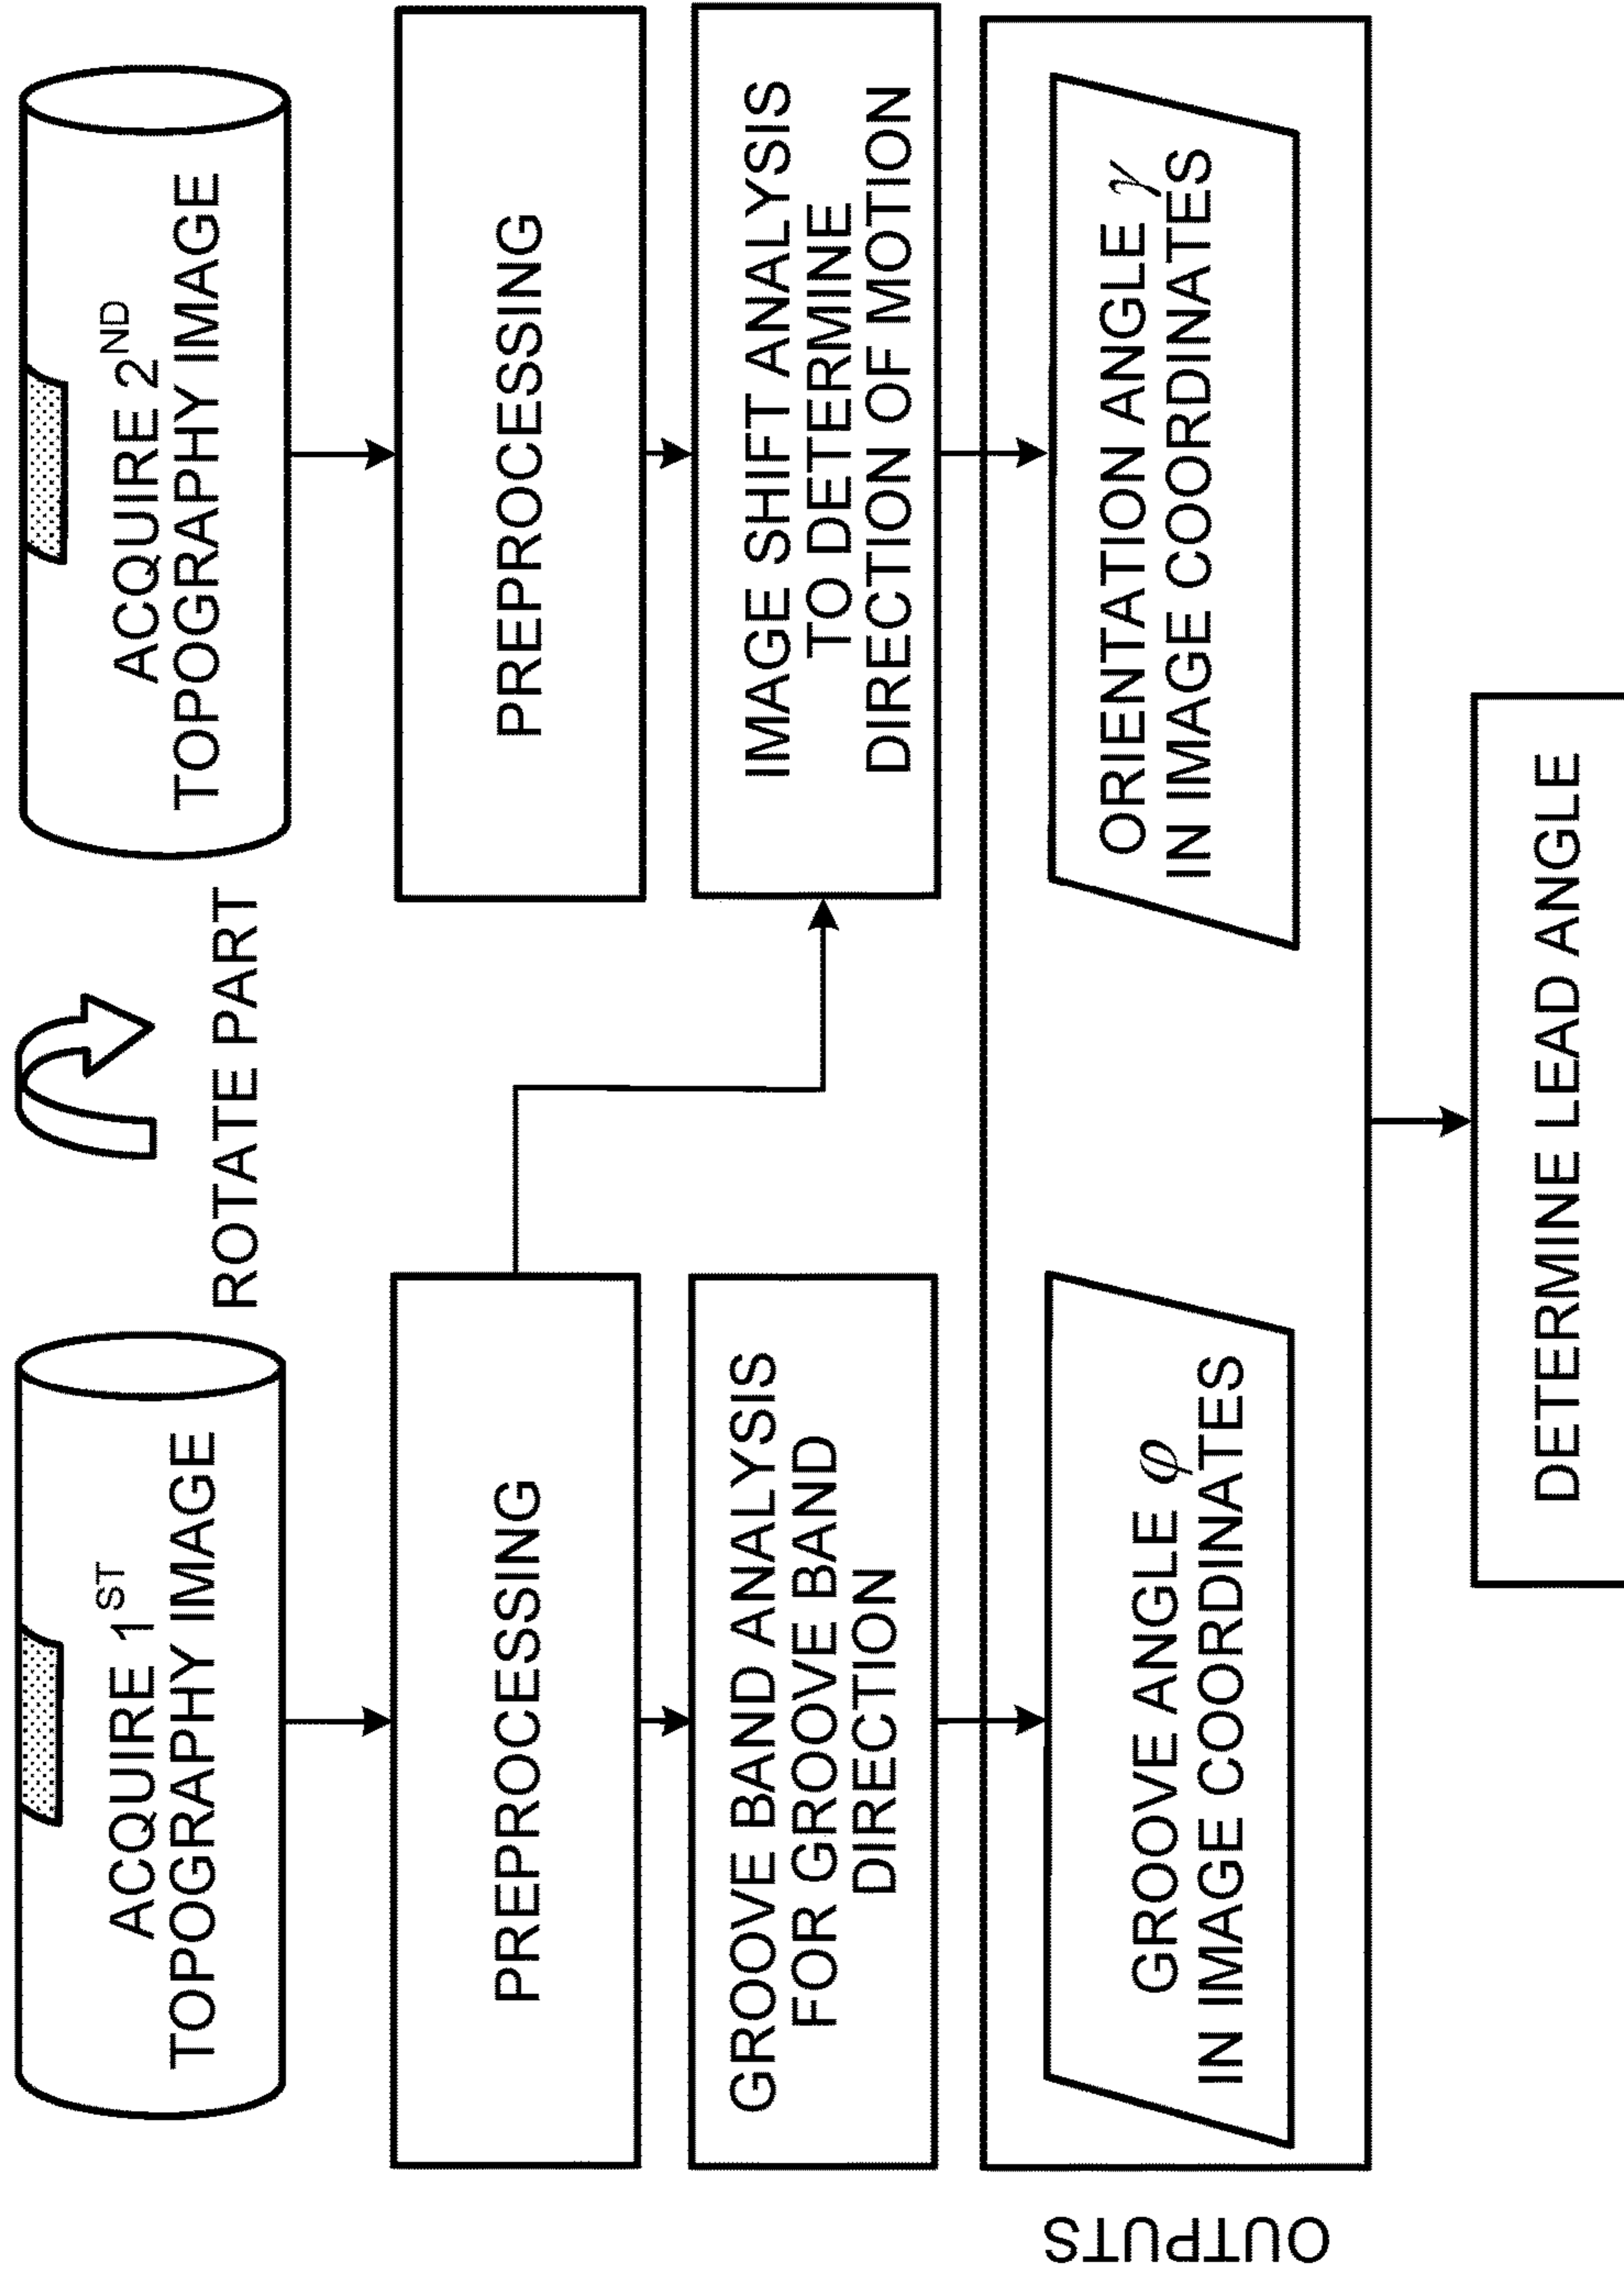 ACQUIRE 1ST
TOPOGRAPHY IMAGE
ROTATE PART
ACQUIRE 2ND
TOPOGRAPHY IMAGE
PREPROCESSING
PREPROCESSING
GROOVE BAND ANALYSIS
FOR GROOVE BAND
DIRECTION
IMAGE SHIFT ANALYSIS
TO DETERMINE
DIRECTION OF MOTION
OUTPUTS
GROOVE ANGLE φ
IN IMAGE COORDINATES
ORIENTATION ANGLE γ
IN IMAGE COORDINATES
DETERMINE LEAD ANGLE